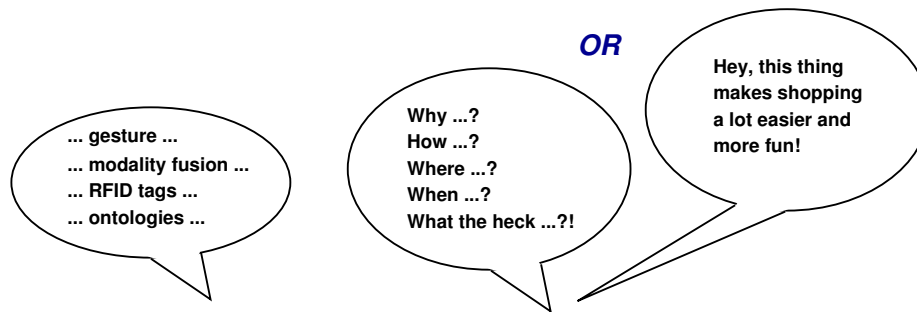 ... gesture ...
... modality fusion ...
... RFID tags ...
... ontologies ...
Why ...?
How ...?
Where ...?
When ...?
What the heck ...?!
OR
Hey, this thing
makes shopping
a lot easier and
more fun!